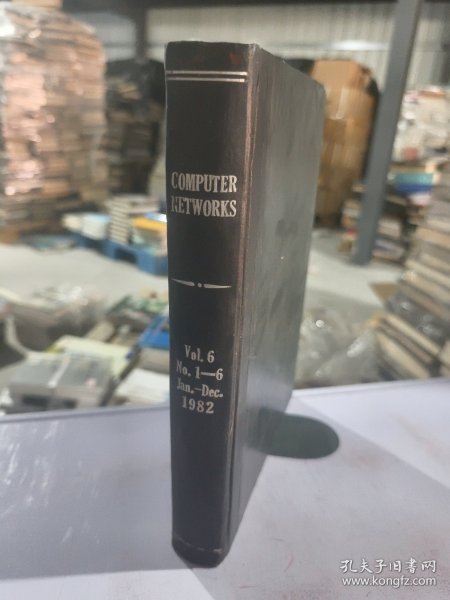 COMPUTER
NETWORKS
Vol. 6
No. 1—6
Jan.—Dec.
1982
孔夫子旧书网
www.kongfz.com